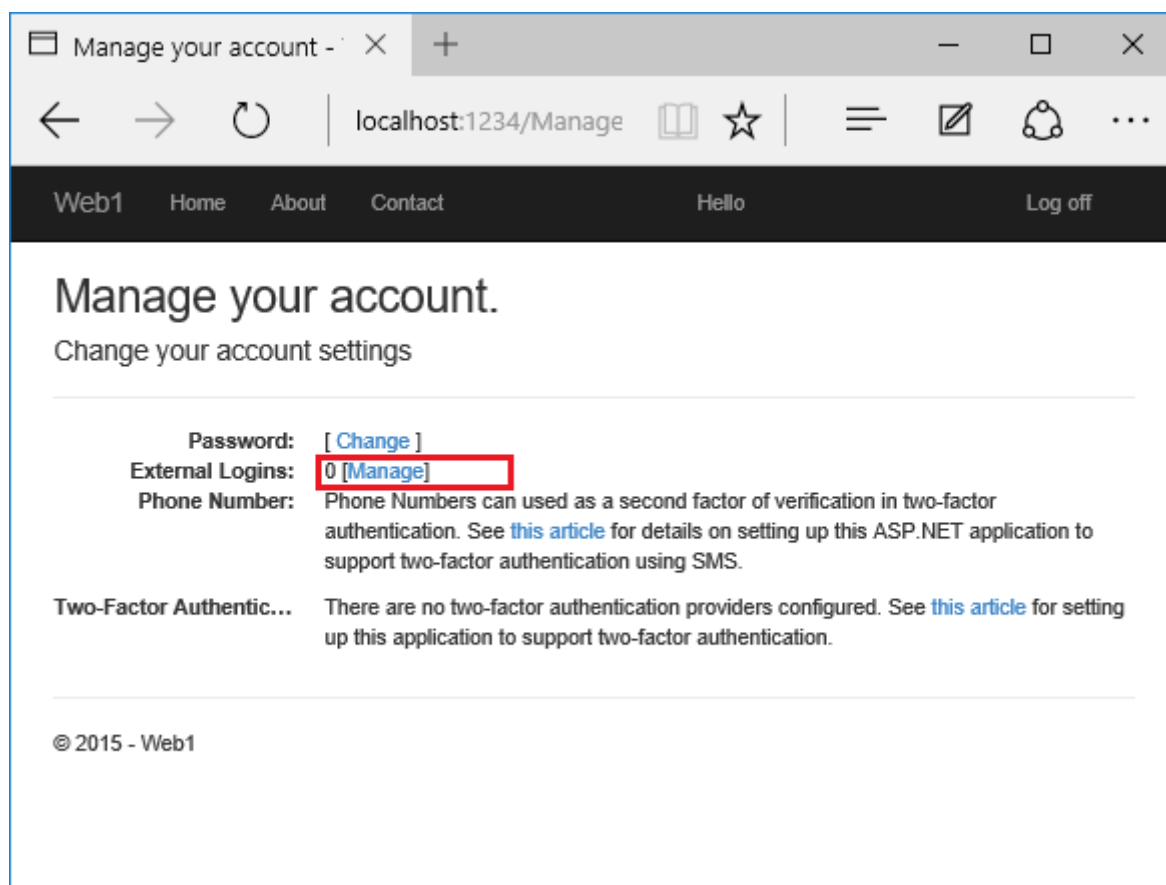 Manage your account -
localhost:1234/Manage
Web1 Home About Contact Hello Log off
Manage your account.
Change your account settings
Password: [ Change ]
External Logins: 0 [Manage]
Phone Number: Phone Numbers can used as a second factor of verification in two-factor
authentication. See this article for details on setting up this ASP.NET application to
support two-factor authentication using SMS.
Two-Factor Authentic... There are no two-factor authentication providers configured. See this article for setting
up this application to support two-factor authentication.
© 2015 - Web1